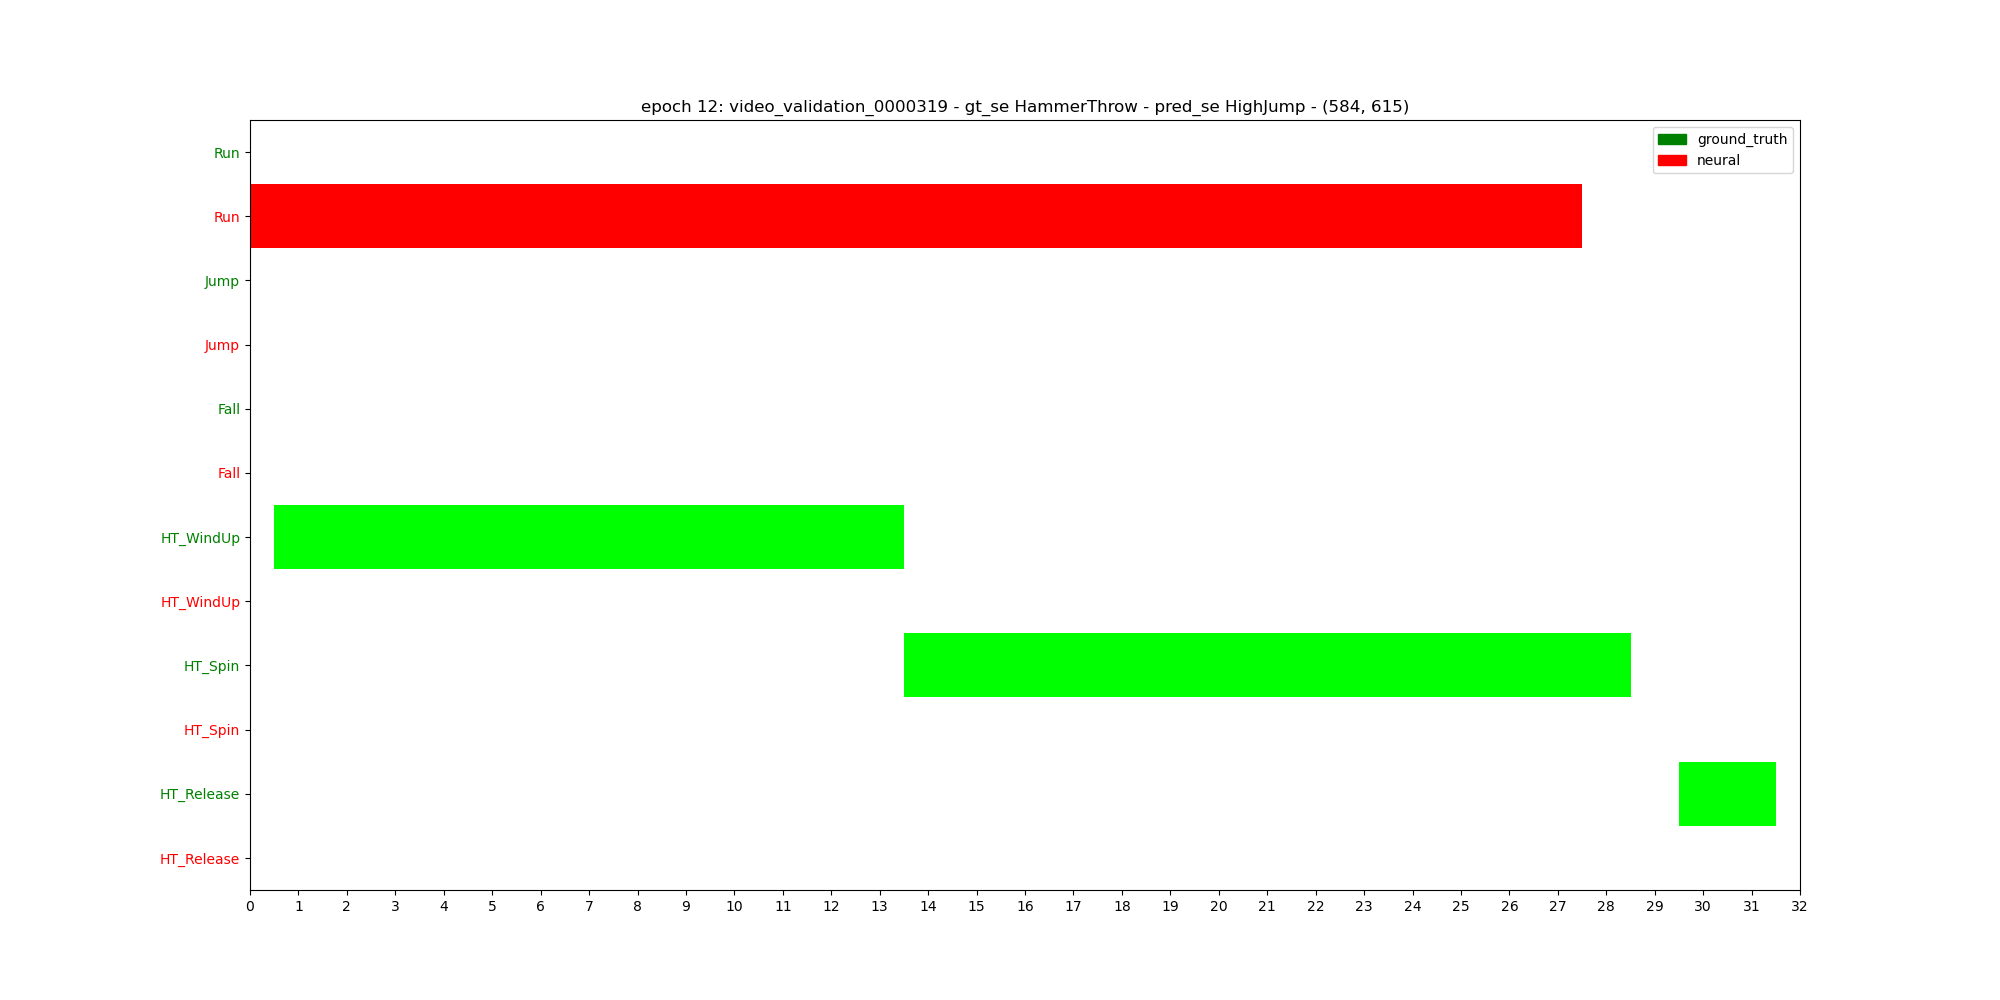 epoch 12: video_validation_0000319 - gt_se HammerThrow - pred_se HighJump - (584, 615)
ground_truth
neural
Run
Run
Jump
Jump
Fall
Fall
HT_WindUp
HT_WindUp
HT_Spin
HT_Spin
HT_Release
HT_Release
0 1 2 3 4 5 6 7 8 9 10 11 12 13 14 15 16 17 18 19 20 21 22 23 24 25 26 27 28 29 30 31 32